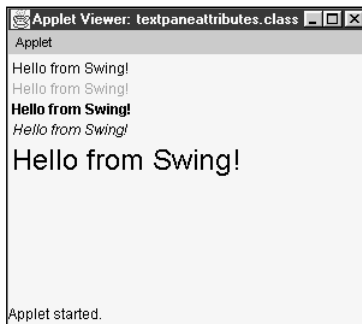 Applet Viewer: textpaneattributes.class
Applet
Hello from Swing!
Hello from Swing!
Hello from Swing!
Hello from Swing!
Hello from Swing!
Applet started.